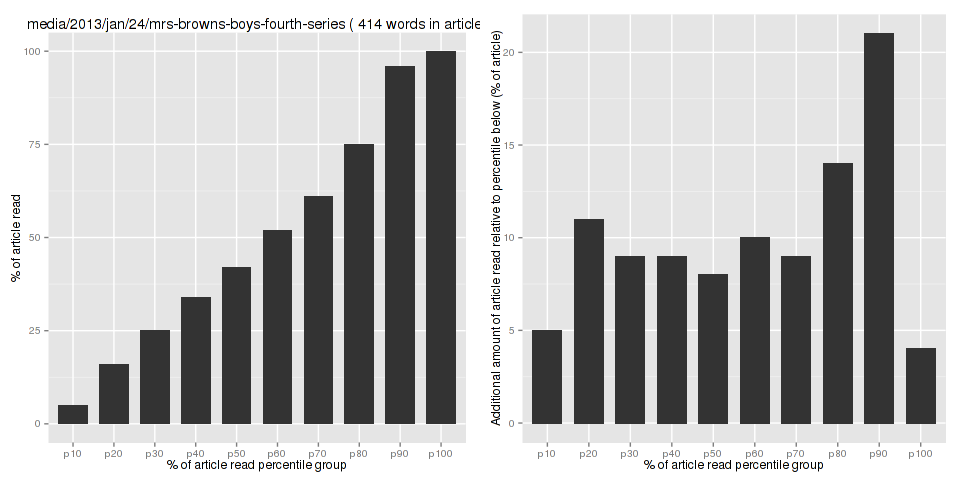 media/2013/jan/24/mrs-browns-boys-fourth-series ( 414 words in article
% of article read
100
75
50
25
0
p10 p20 p30 p40 p50 p60 p70 p80 p90 p100
% of article read percentile group
Additional amount of article read relative to percentile below (% of article)
20
15
10
5
0
p10 p20 p30 p40 p50 p60 p70 p80 p90 p100
% of article read percentile group